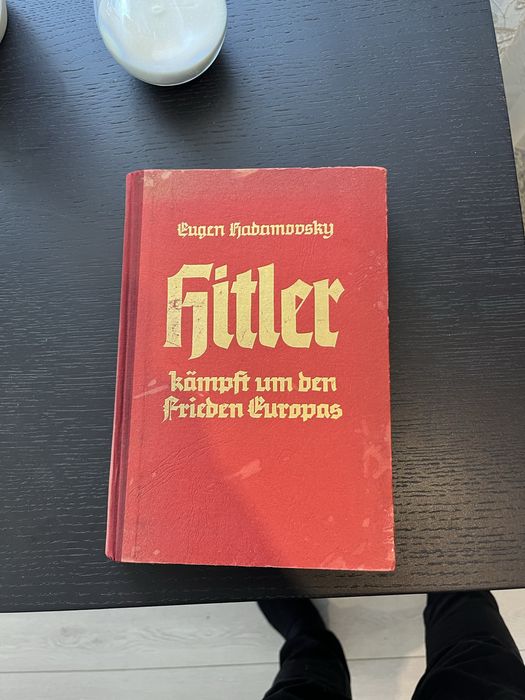 Eugen Hadamovsky
Hitler
kämpft um den
Frieden Europas